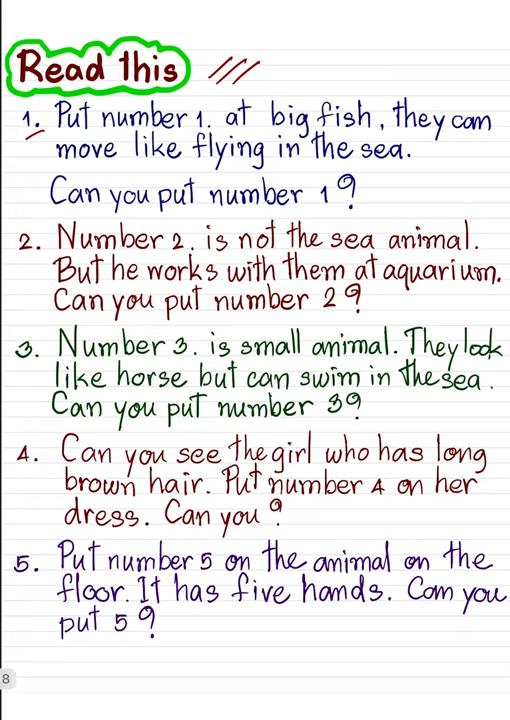 Read this
1. Put number 1. at big fish, they can
move like flying in the sea.
Can you put number 1?
2. Number 2. is not the sea animal.
But he works with them at aquarium.
Can you put number 2?
3. Number 3. is small animal. They look
like horse but can swim in the sea.
Can you put number 3?
4. Can you see the girl who has long
brown hair. Put number 4 on her
dress. Can you?
5. Put number 5 on the animal on the
floor. It has five hands. Can you
put 5?
8